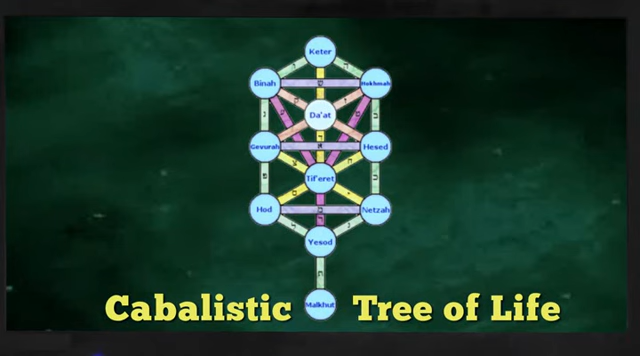 Keter
Binah
Hokhmah
Da'at
Gevurah
Hesed
Tif'eret
Hod
Netzah
Yesod
Malkhut
Cabalistic Tree of Life